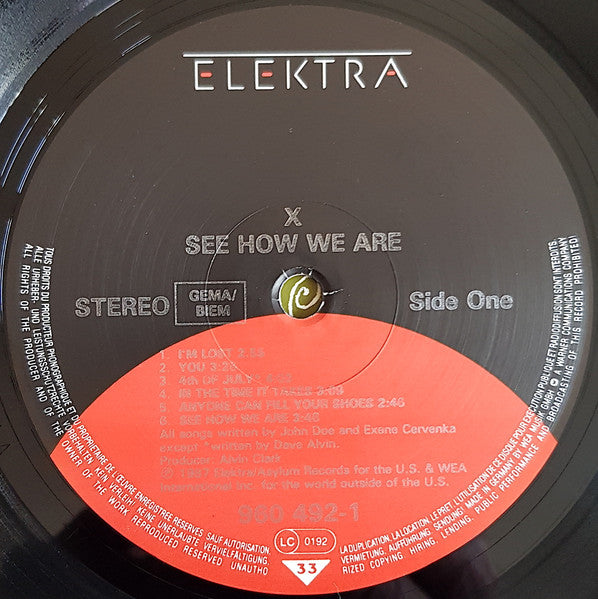 ELEKTRA
X
SEE HOW WE ARE
STEREO
GEMA/
BIEM
Side One
1. I'M LOST 2:55
2. YOU 3:28
3. 4th OF JULY*
4. IN THE TIME IT TAKES 3:09
5. ANYONE CAN FILL YOUR SHOES 2:46
6. SEE HOW WE ARE 3:48
All songs written by John Doe and Exene Cervenka
except *written by Dave Alvin.
Producer: Alvin Clark
℗ 1987 Elektra/Asylum Records for the U.S. & WEA
International Inc. for the world outside of the U.S.
960 492-1
LC 0192
33
TOUS DROITS DU PRODUCTEUR PHONOGRAPHIQUE ET DU PROPRIETAIRE DE L'ŒUVRE ENREGISTREE RESERVES SAUF AUTORISATION.
ALLE URHEBER- UND LEISTUNGSSCHUTZRECHTE VORBEHALTEN. KEIN VERLEIH! KEINE UNERLAUBTE VERVIELFÄLTIGUNG,
ALL RIGHTS OF THE PRODUCER AND OF THE OWNER OF THE WORK REPRODUCED RESERVED UNAUTHO
LA DUPLICATION, LA LOCATION, LE PRET, L'UTILISATION DE CE DISQUE POUR EXECUTION PUBLIQUE ET RADIODIFFUSION SONT INTERDITS.
VERMIETUNG, AUFFÜHRUNG, SENDUNG! MADE IN GERMANY BY WEA MUSIK GMBH A WARNER COMMUNICATIONS COMPANY
RIZED COPYING, HIRING, LENDING, PUBLIC PERFORMANCE AND BROADCASTING OF THIS RECORD PROHIBITED